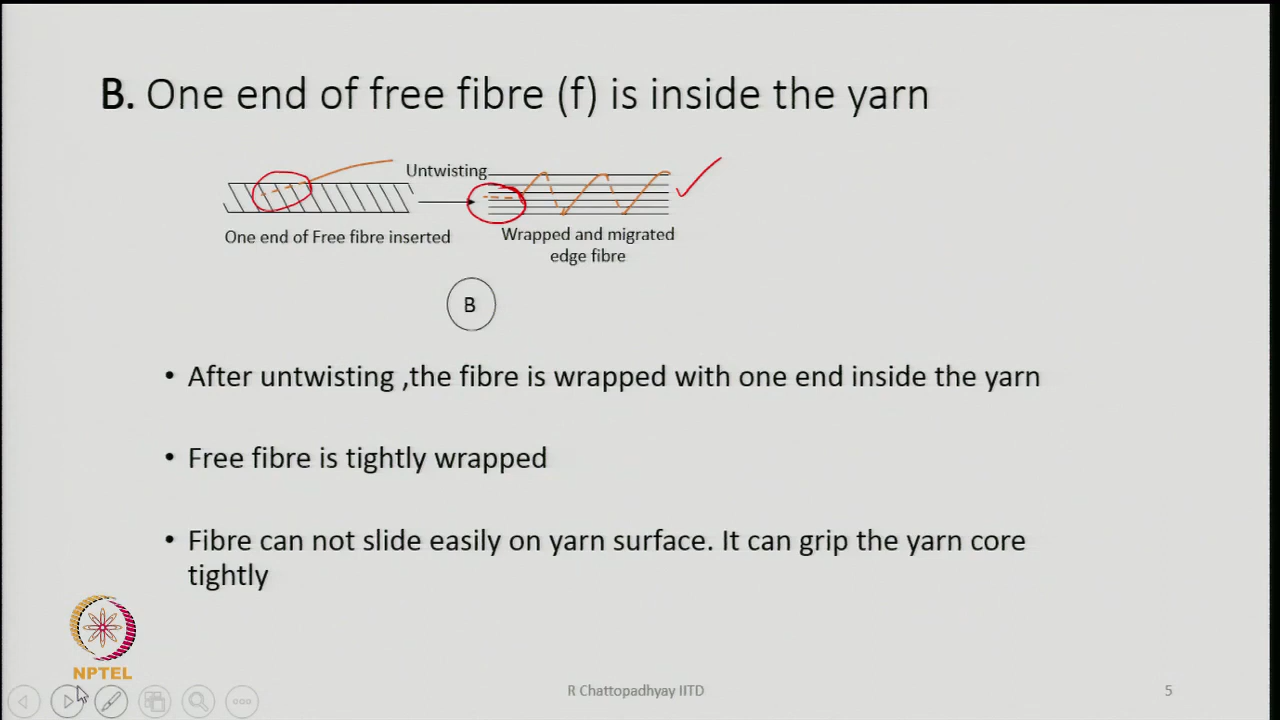 B. One end of free fibre (f) is inside the yarn
Untwisting
One end of Free fibre inserted
Wrapped and migrated
edge fibre
B
• After untwisting ,the fibre is wrapped with one end inside the yarn
• Free fibre is tightly wrapped
• Fibre can not slide easily on yarn surface. It can grip the yarn core
tightly
NPTEL
R Chattopadhyay IITD
5